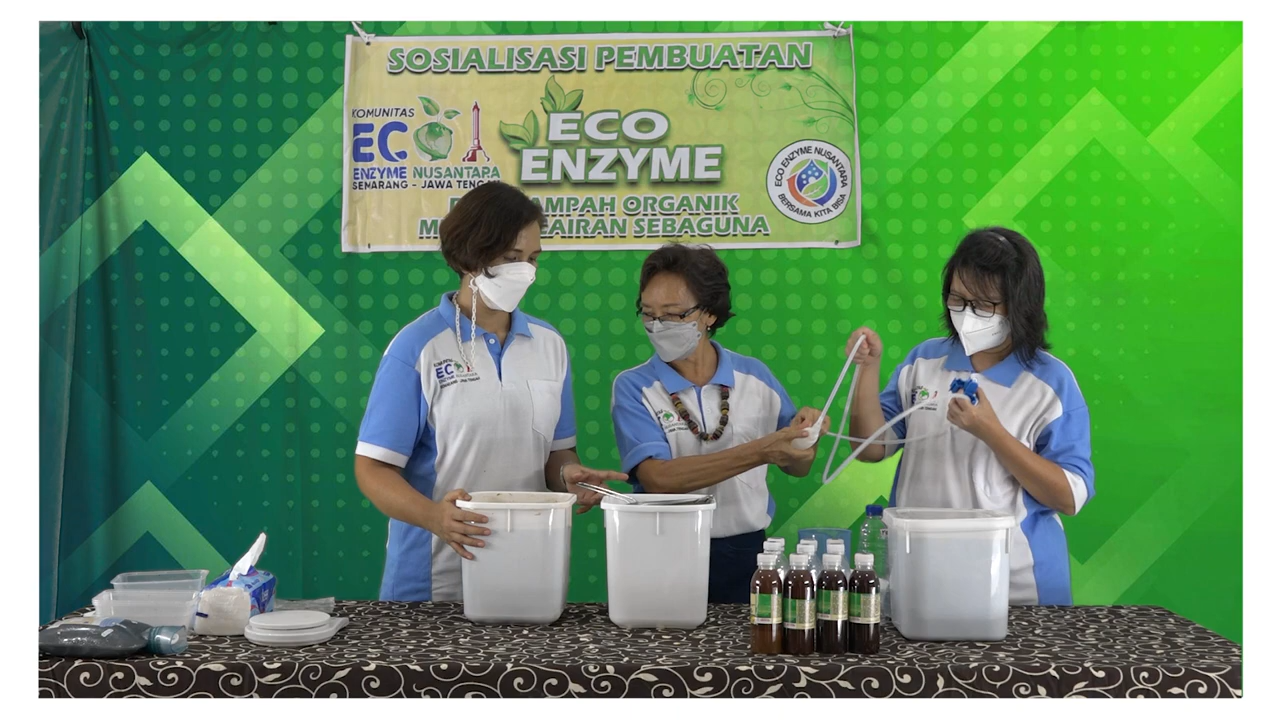 SOSIALISASI PEMBUATAN
KOMUNITAS
ECO
ENZYME NUSANTARA
SEMARANG - JAWA TENGAH
ECO
ENZYME
ECO ENZYME NUSANTARA
BERSAMA KITA BISA
SAMPAH ORGANIK
CAIRAN SEBAGUNA